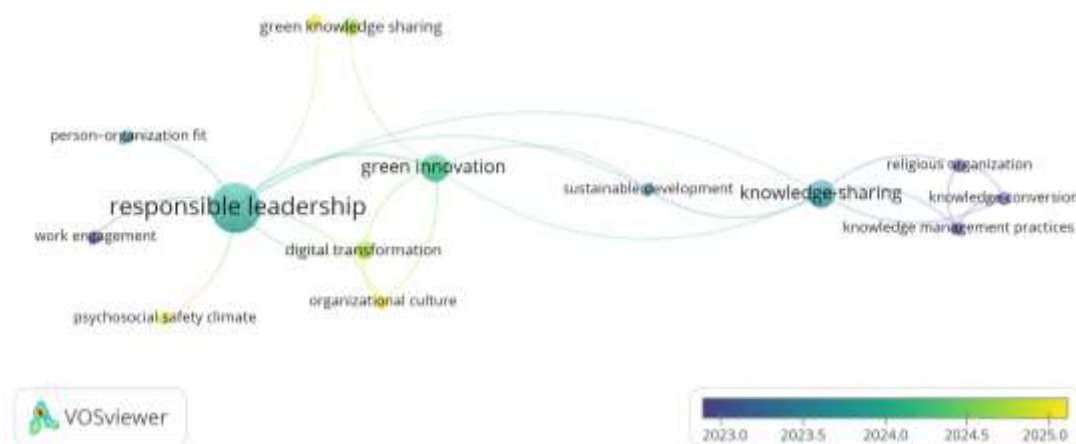 green knowledge sharing
person-organization fit
green innovation
religious organization
sustainable development
knowledge-sharing
knowledge conversion
responsible leadership
knowledge management practices
work engagement
digital transformation
organizational culture
psychosocial safety climate
VOSviewer
2023.0 2023.5 2024.0 2024.5 2025.0